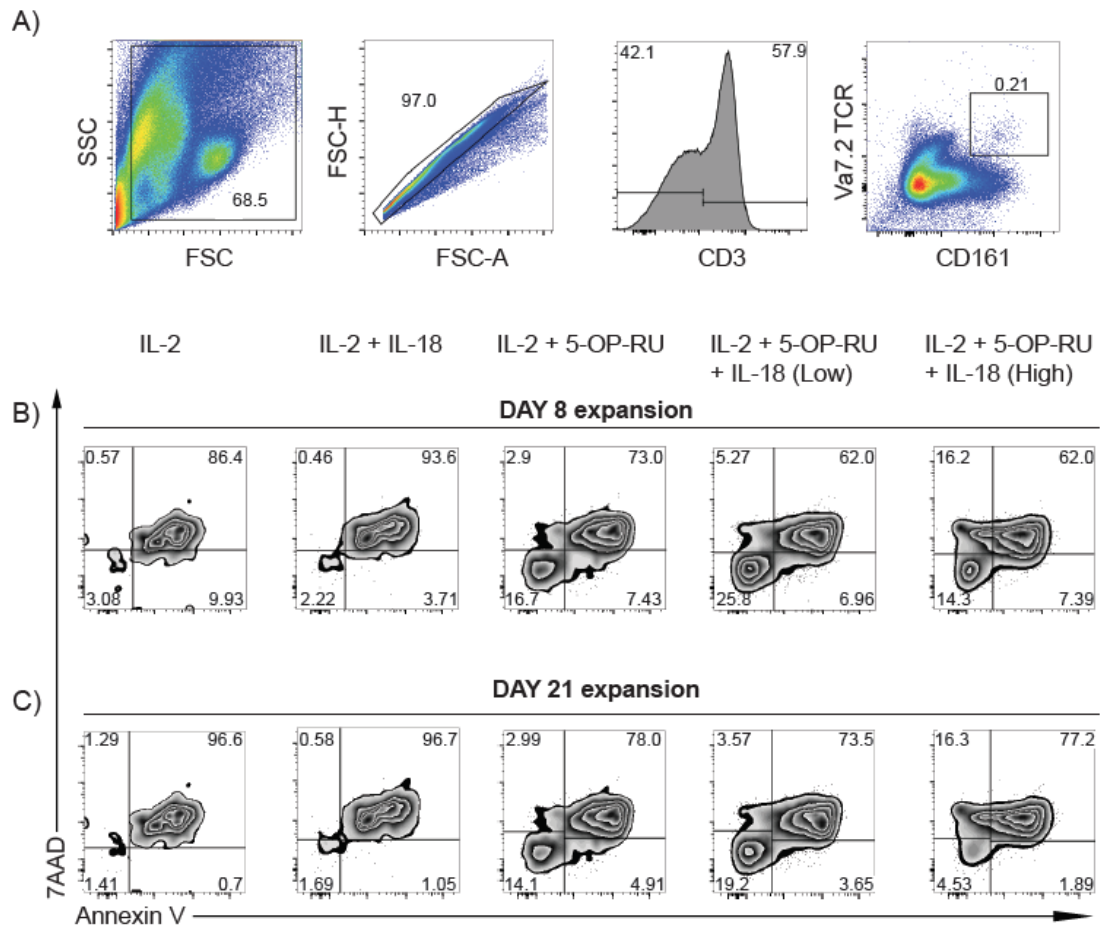 A)
42.1 57.9
97.0
0.21
68.5
SSC
FSC-H
Va7.2 TCR
FSC
FSC-A
CD3
CD161
IL-2
IL-2 + IL-18
IL-2 + 5-OP-RU
IL-2 + 5-OP-RU
+ IL-18 (Low)
IL-2 + 5-OP-RU
+ IL-18 (High)
B)
DAY 8 expansion
0.57 86.4
3.08 9.93
0.46 93.6
2.22 3.71
2.9 73.0
16.7 7.43
5.27 62.0
25.8 6.96
16.2 62.0
14.3 7.39
C)
DAY 21 expansion
1.29 96.6
1.41 0.7
0.58 96.7
1.69 1.05
2.99 78.0
14.1 4.91
3.57 73.5
19.2 3.65
16.3 77.2
4.53 1.89
7AAD
Annexin V